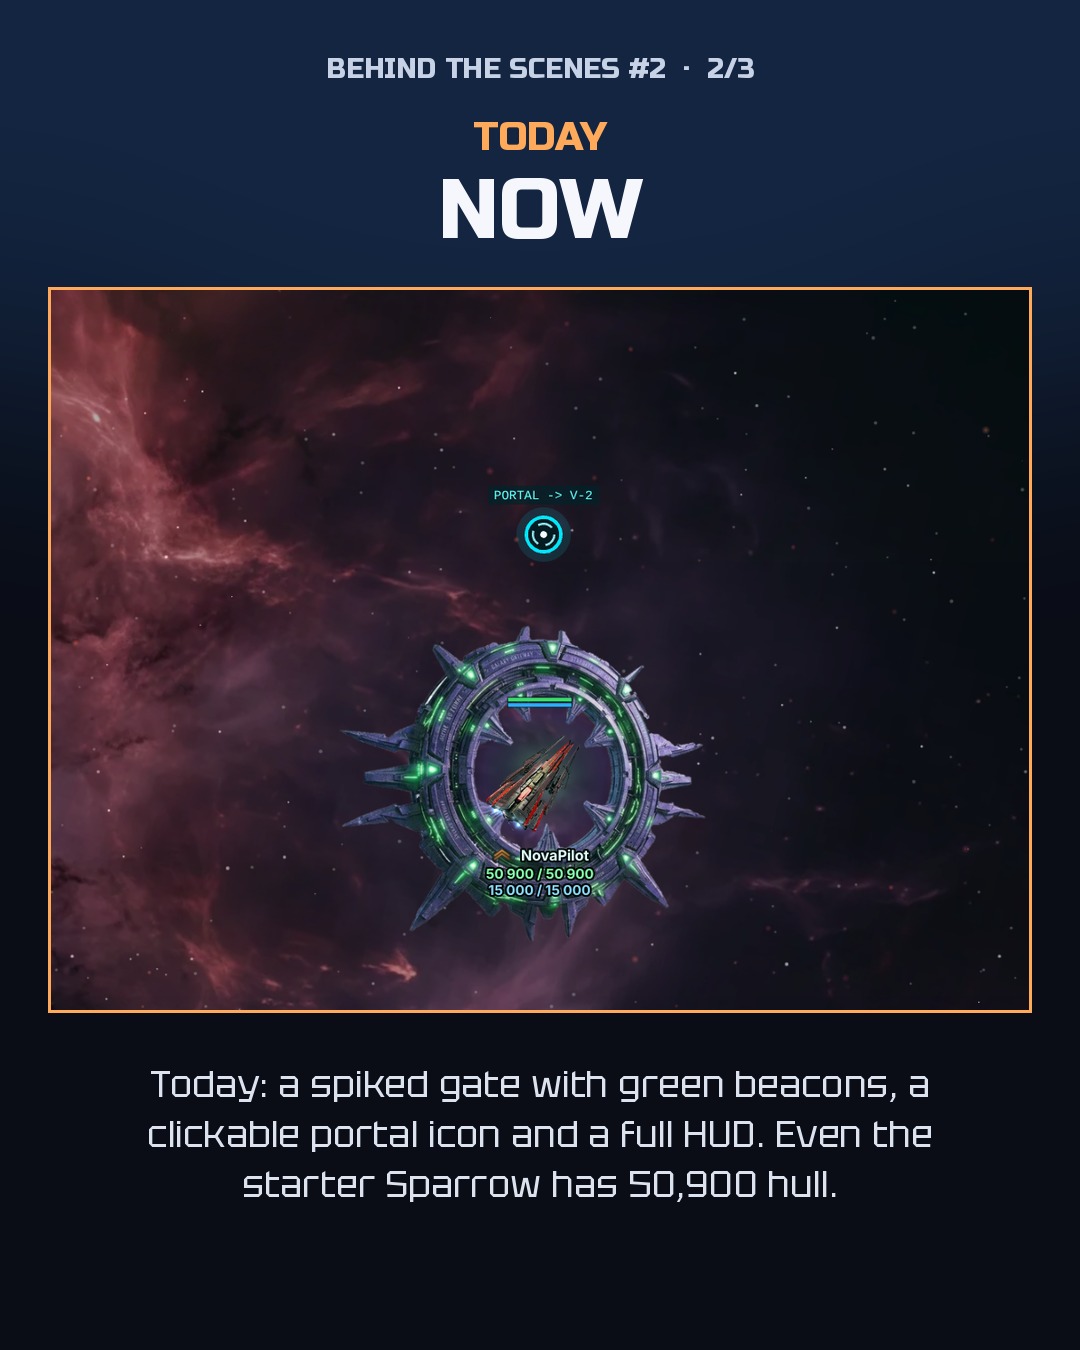 BEHIND THE SCENES #2 · 2/3
TODAY
NOW
PORTAL -> V-2
GALAXY GATEWAY
NovaPilot
50 900 / 50 900
15 000 / 15 000
Today: a spiked gate with green beacons, a
clickable portal icon and a full HUD. Even the
starter Sparrow has 50,900 hull.